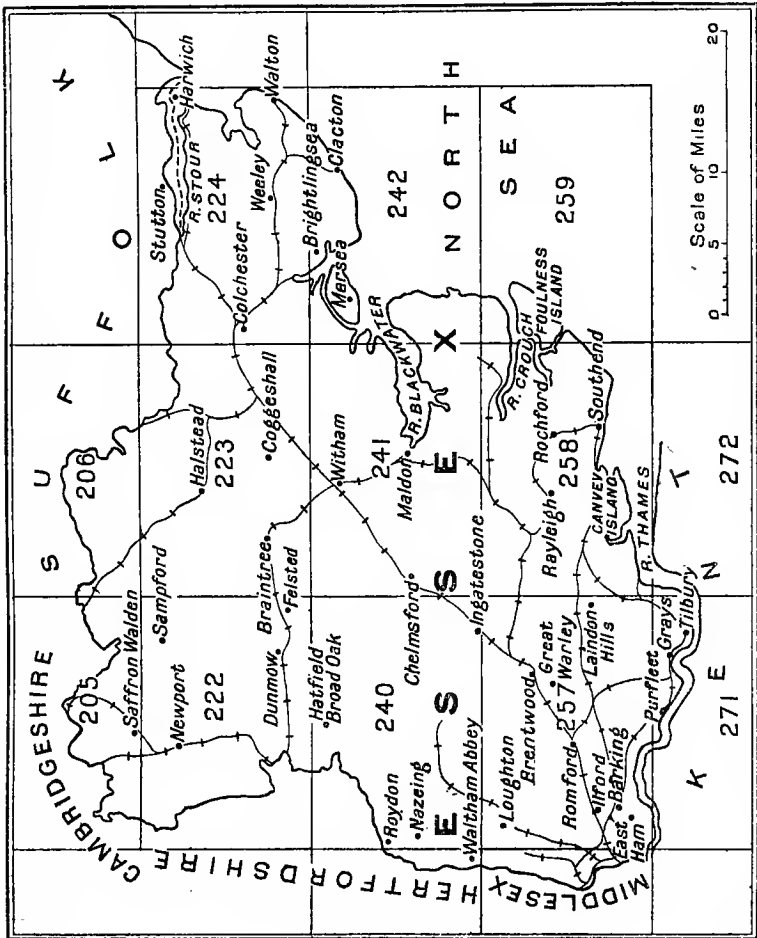 SUFFOLK
CAMBRIDGESHIRE
HERTFORDSHIRE
MIDDLESEX
ESSEX
KENT
NORTH
SEA
205
206
Saffron Walden
Sampford
Newport
222
Halstead
223
Stutton
R. STOUR
Harwich
224
Colchester
Coggeshall
Weeley
Walton
Braintree
Felsted
Dunmow
Hatfield
Broad Oak
Witham
Brightlingsea
Clacton
Mersea
240
241
242
Chelmsford
Maldon
R. BLACKWATER
Roydon
Nazeing
Waltham Abbey
Ingatestone
Loughton
Brentwood
Great
Warley
257
Romford
Ilford
Barking
East
Ham
Laindon
Hills
Rayleigh
Rochford
258
Southend
R. CROUCH
FOULNESS
ISLAND
259
CANVEY
ISLAND
R. THAMES
Purfleet
Grays
Tilbury
271
272
Scale of Miles
0 5 10 20